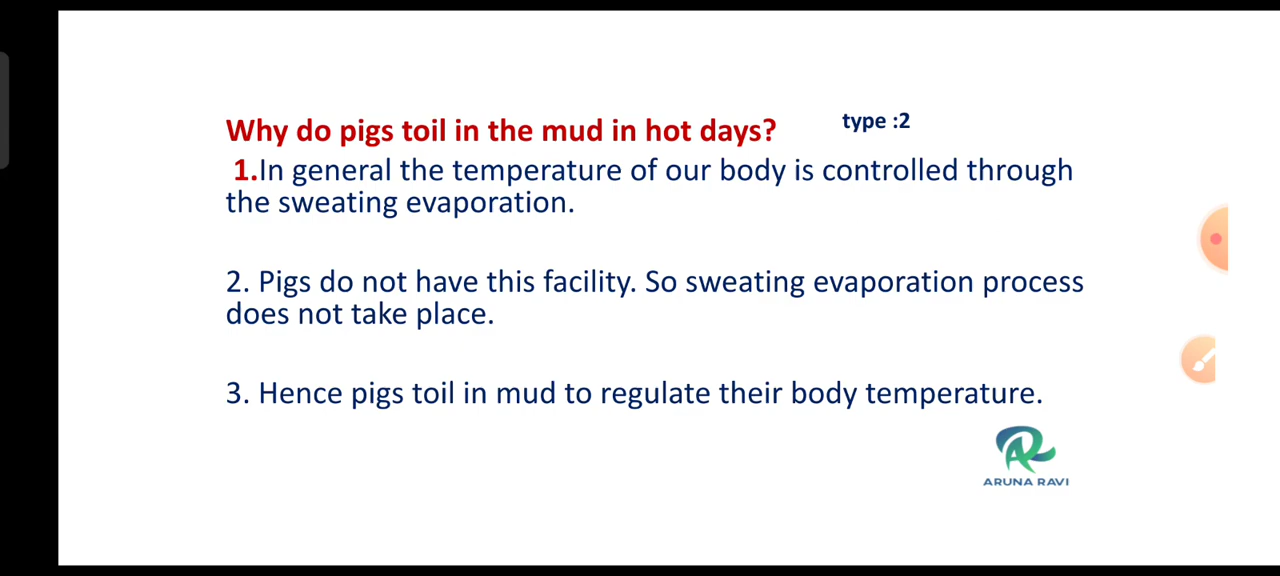 Why do pigs toil in the mud in hot days? type :2
1.In general the temperature of our body is controlled through
the sweating evaporation.
2. Pigs do not have this facility. So sweating evaporation process
does not take place.
3. Hence pigs toil in mud to regulate their body temperature.
ARUNA RAVI